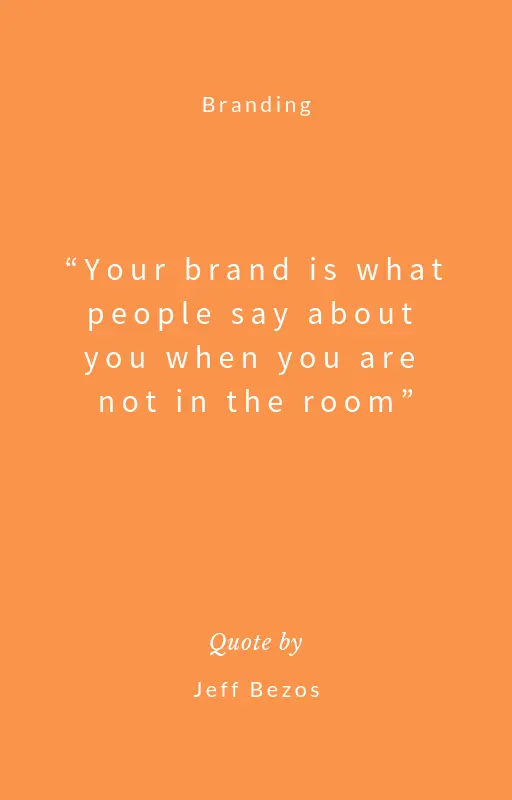 Branding
“Your brand is what
people say about
you when you are
not in the room”
Quote by
Jeff Bezos